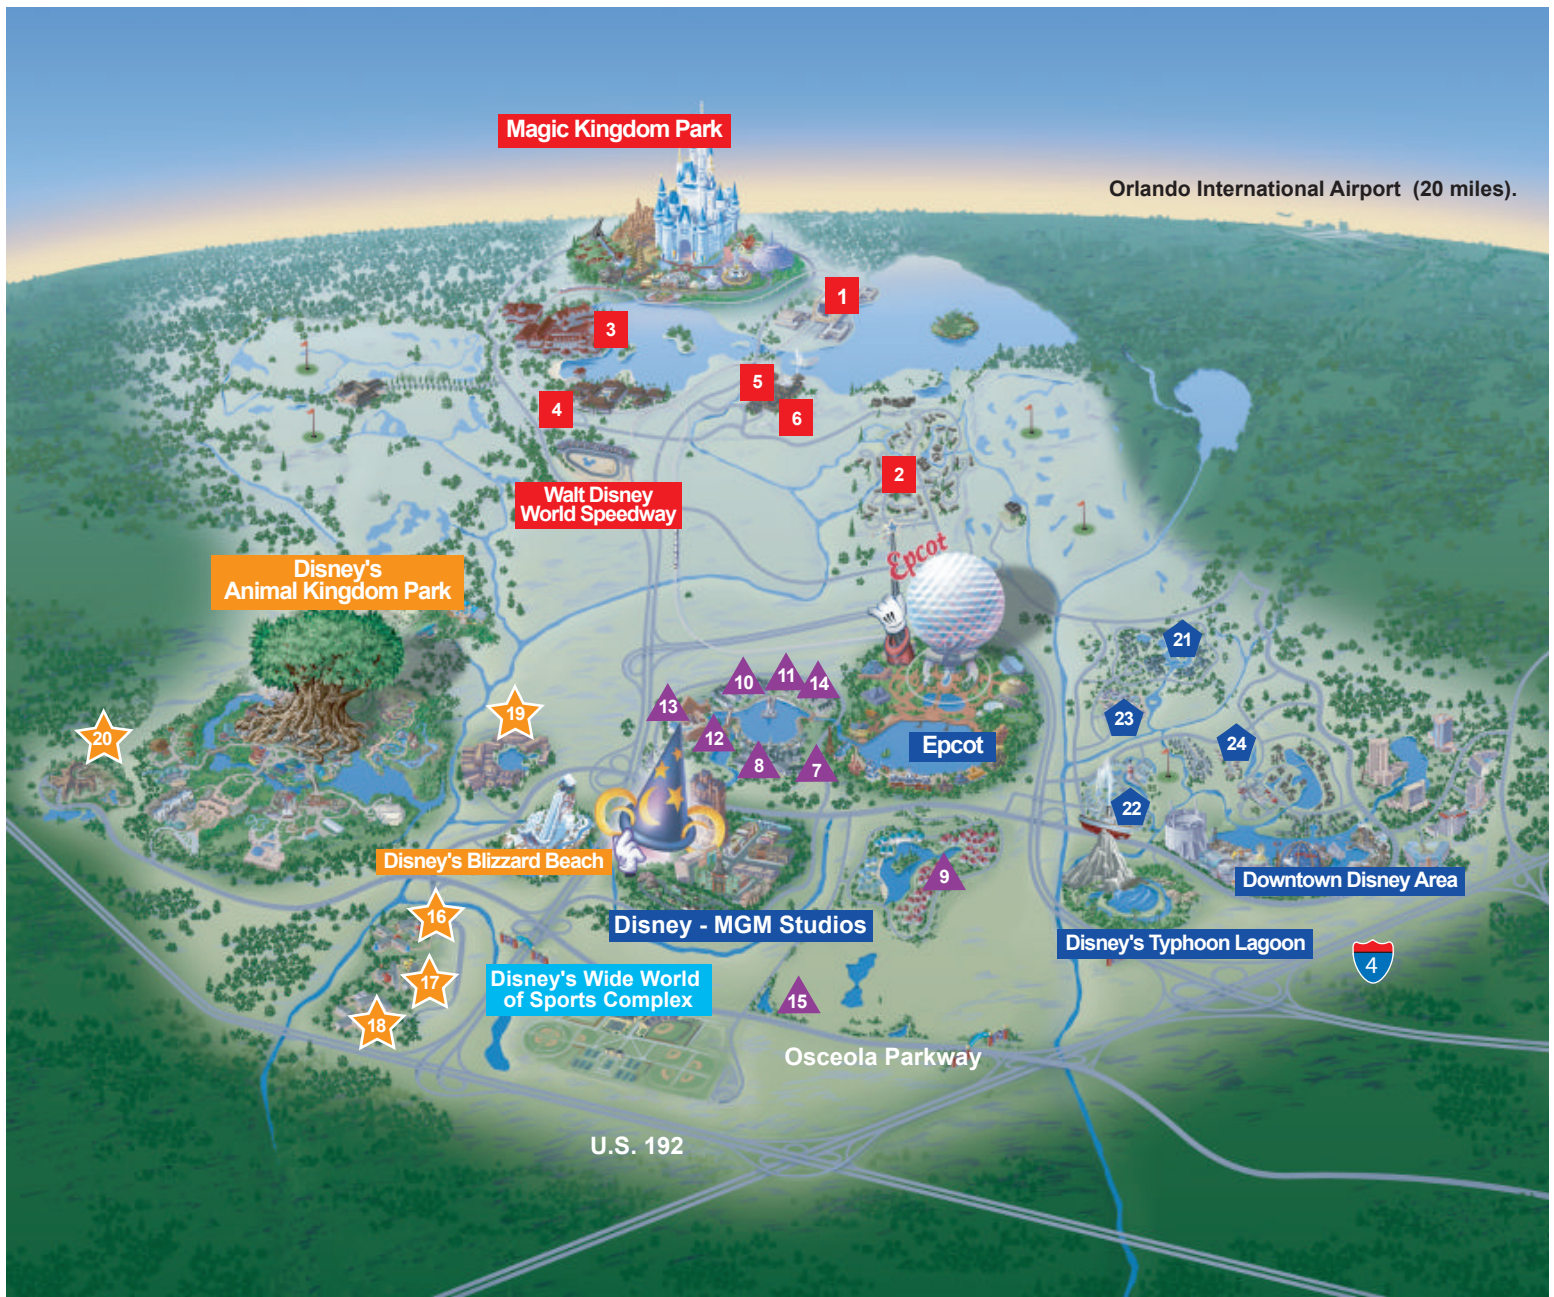 Magic Kingdom Park
Orlando International Airport (20 miles).
1
3
5
4
6
2
Walt Disney
World Speedway
Epcot
Disney's
Animal Kingdom Park
21
11
10
14
13
19
23
20
12
24
Epcot
8
7
22
Disney's Blizzard Beach
9
Downtown Disney Area
16
Disney - MGM Studios
Disney's Typhoon Lagoon
4
17
Disney's Wide World
of Sports Complex
15
18
Osceola Parkway
U.S. 192